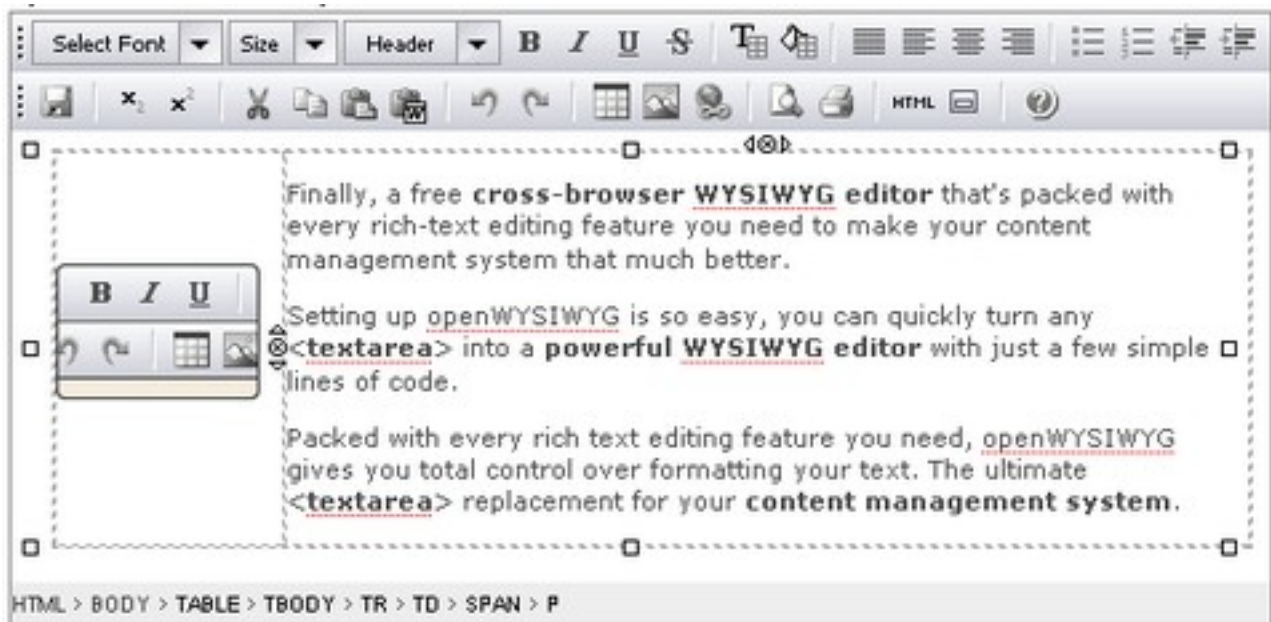 Select Font Size Header B I U S T
x₂ x² W HTML ?
Finally, a free cross-browser WYSIWYG editor that's packed with
every rich-text editing feature you need to make your content
management system that much better.
B I U
Setting up openWYSIWYG is so easy, you can quickly turn any
<textarea> into a powerful WYSIWYG editor with just a few simple
lines of code.
Packed with every rich text editing feature you need, openWYSIWYG
gives you total control over formatting your text. The ultimate
<textarea> replacement for your content management system.
HTML > BODY > TABLE > TBODY > TR > TD > SPAN > P